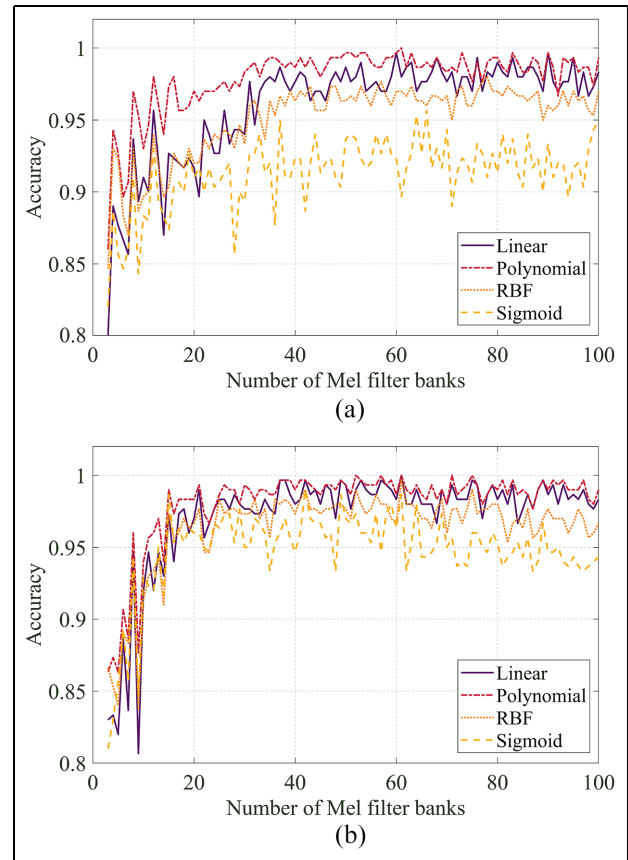 1
0.95
0.9
0.85
0.8
Accuracy
Linear
Polynomial
RBF
Sigmoid
0 20 40 60 80 100
Number of Mel filter banks
(a)
1
0.95
0.9
0.85
0.8
Accuracy
Linear
Polynomial
RBF
Sigmoid
0 20 40 60 80 100
Number of Mel filter banks
(b)